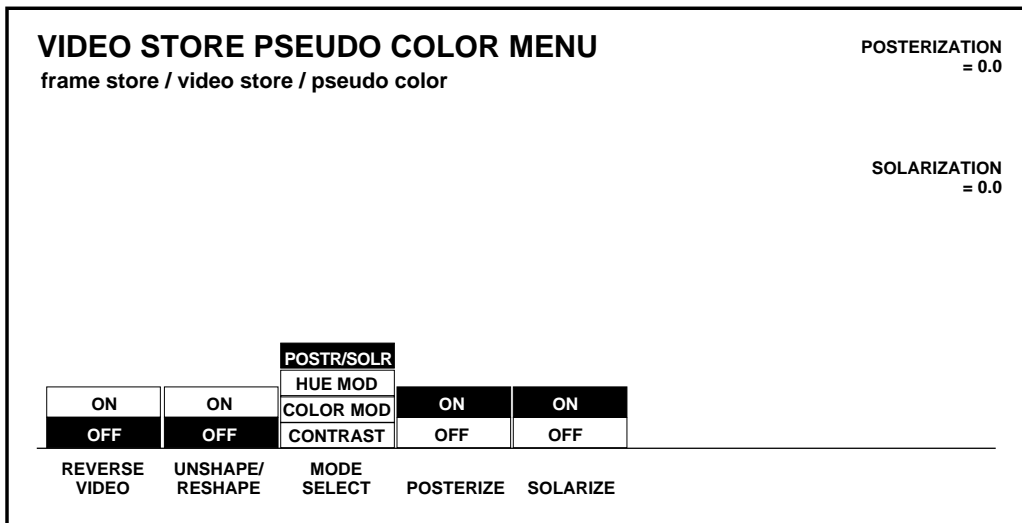 VIDEO STORE PSEUDO COLOR MENU
frame store / video store / pseudo color
POSTERIZATION
= 0.0
SOLARIZATION
= 0.0
POSTR/SOLR
HUE MOD
ON ON COLOR MOD ON ON
OFF OFF CONTRAST OFF OFF
REVERSE UNSHAPE/ MODE
VIDEO RESHAPE SELECT POSTERIZE SOLARIZE